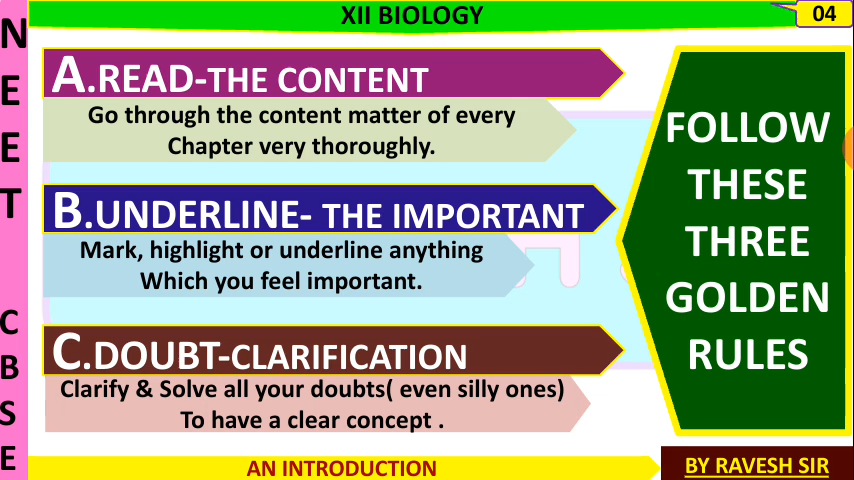 XII BIOLOGY
04
NEET CBSE
A.READ-THE CONTENT
Go through the content matter of every
Chapter very thoroughly.
B.UNDERLINE- THE IMPORTANT
Mark, highlight or underline anything
Which you feel important.
C.DOUBT-CLARIFICATION
Clarify & Solve all your doubts( even silly ones)
To have a clear concept .
FOLLOW
THESE
THREE
GOLDEN
RULES
AN INTRODUCTION
BY RAVESH SIR